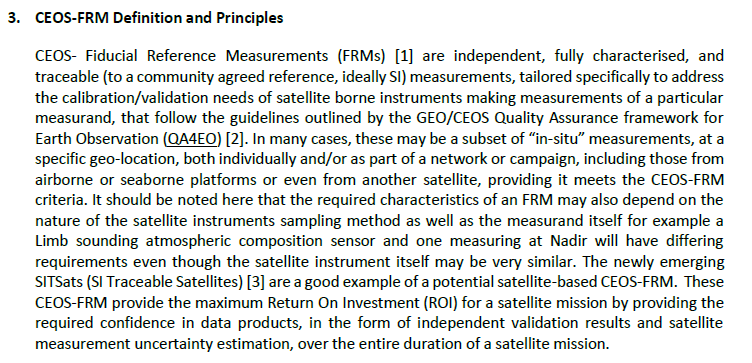 3. CEOS-FRM Definition and Principles
CEOS- Fiducial Reference Measurements (FRMs) [1] are independent, fully characterised, and
traceable (to a community agreed reference, ideally SI) measurements, tailored specifically to address
the calibration/validation needs of satellite borne instruments making measurements of a particular
measurand, that follow the guidelines outlined by the GEO/CEOS Quality Assurance framework for
Earth Observation (QA4EO) [2]. In many cases, these may be a subset of “in-situ” measurements, at a
specific geo-location, both individually and/or as part of a network or campaign, including those from
airborne or seaborne platforms or even from another satellite, providing it meets the CEOS-FRM
criteria. It should be noted here that the required characteristics of an FRM may also depend on the
nature of the satellite instruments sampling method as well as the measurand itself for example a
Limb sounding atmospheric composition sensor and one measuring at Nadir will have differing
requirements even though the satellite instrument itself may be very similar. The newly emerging
SITSats (SI Traceable Satellites) [3] are a good example of a potential satellite-based CEOS-FRM. These
CEOS-FRM provide the maximum Return On Investment (ROI) for a satellite mission by providing the
required confidence in data products, in the form of independent validation results and satellite
measurement uncertainty estimation, over the entire duration of a satellite mission.